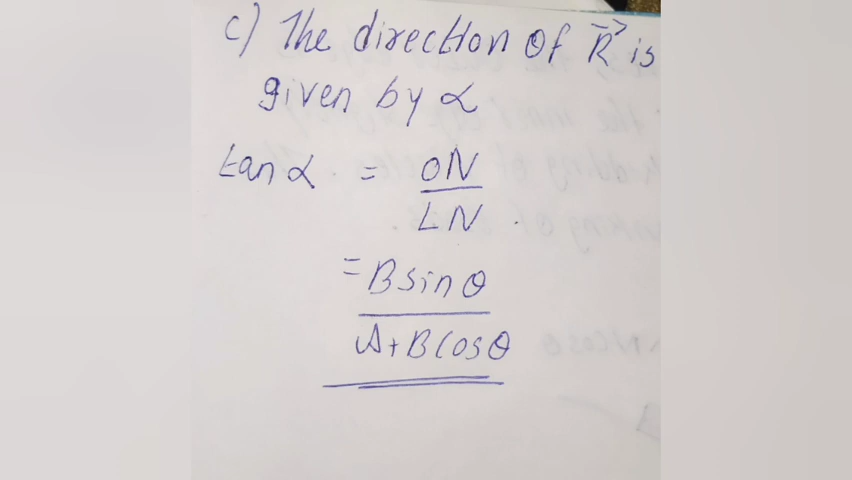 c) The direction of R⃗ is
given by α
tan α = ON
LN .
= B sin θ
A + B cos θ